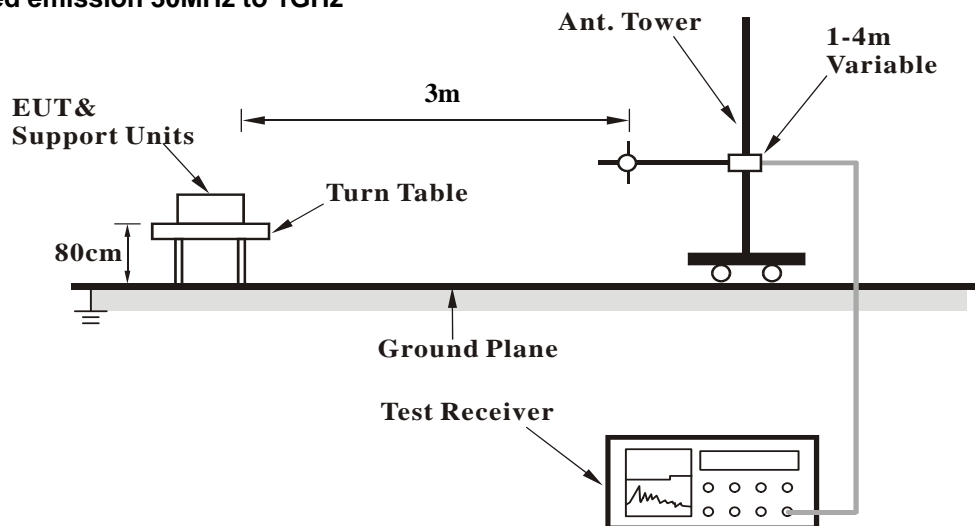 ed emission 30MHz to 1GHz
Ant. Tower
1-4m
Variable
3m
EUT&
Support Units
Turn Table
80cm
Ground Plane
Test Receiver